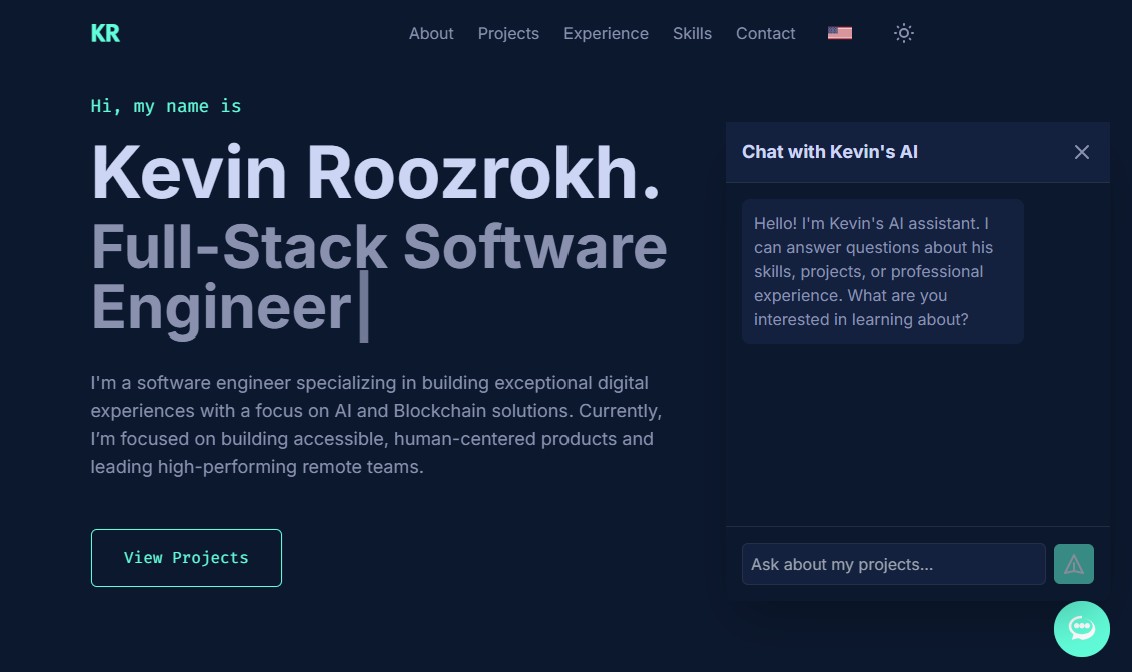 KR
About Projects Experience Skills Contact
Hi, my name is
Kevin Roozrokh.
Full-Stack Software
Engineer|
I'm a software engineer specializing in building exceptional digital
experiences with a focus on AI and Blockchain solutions. Currently,
I’m focused on building accessible, human-centered products and
leading high-performing remote teams.
View Projects
Chat with Kevin's AI
Hello! I'm Kevin's AI assistant. I
can answer questions about his
skills, projects, or professional
experience. What are you
interested in learning about?
Ask about my projects...